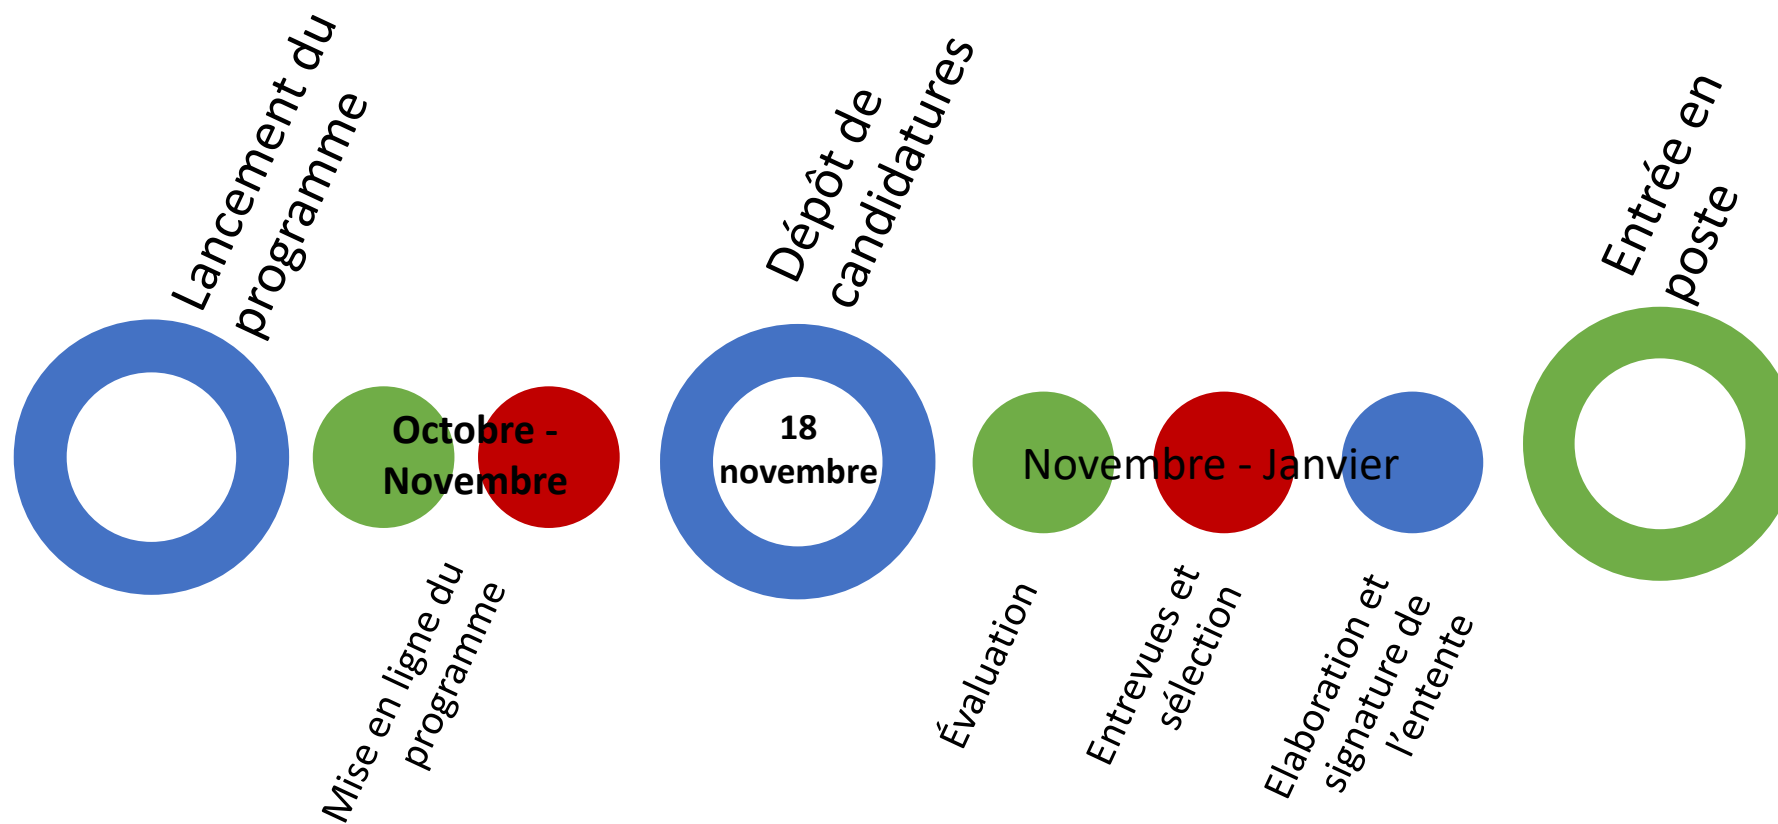 Lancement du
programme
Octobre -
Novembre
Mise en ligne du
programme
Dépôt de
candidatures
18
novembre
Novembre - Janvier
Évaluation
Entrevues et
sélection
Elaboration et
signature de
l’entente
Entrée en
poste